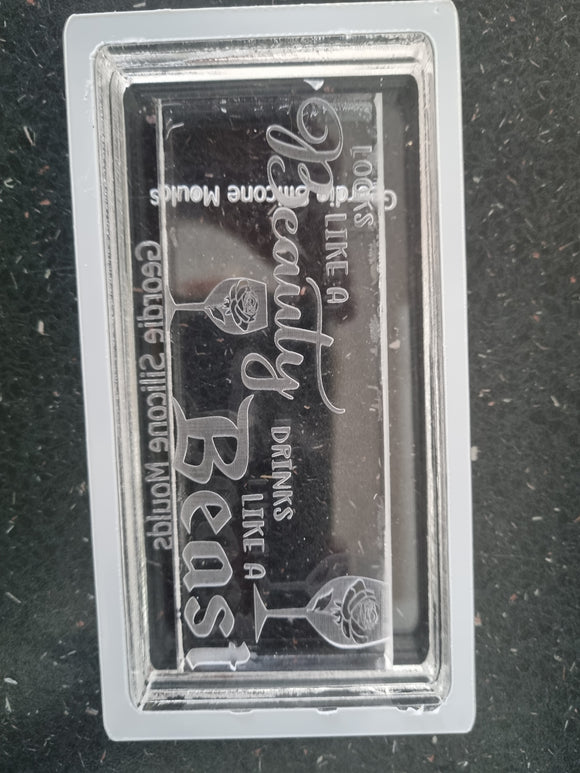 LOOKS
LIKE A
Beauty
DRINKS
LIKE A
Beast
Geordie Silicone Moulds
Geordie Silicone Moulds